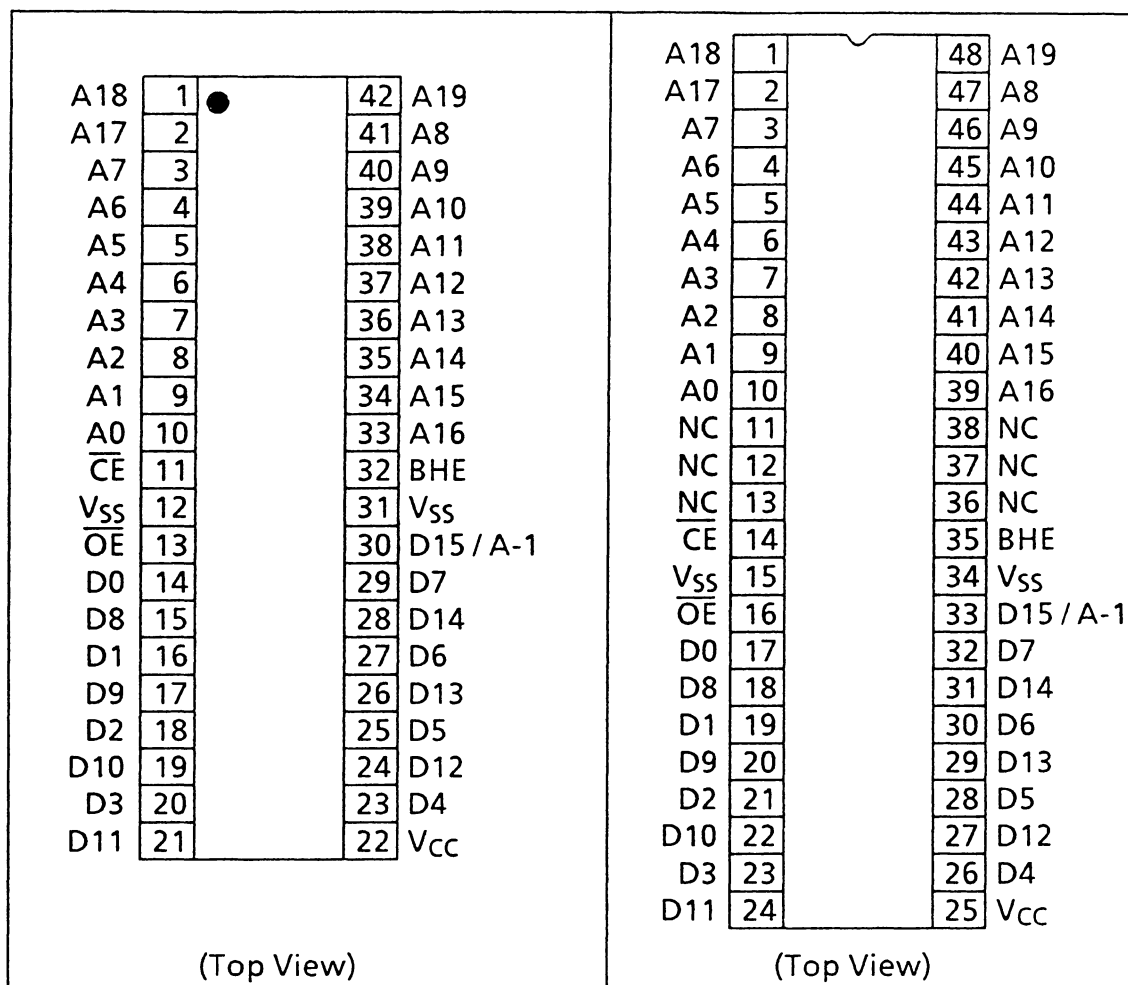 A18 1 42 A19
A17 2 41 A8
A7 3 40 A9
A6 4 39 A10
A5 5 38 A11
A4 6 37 A12
A3 7 36 A13
A2 8 35 A14
A1 9 34 A15
A0 10 33 A16
C̅E̅ 11 32 BHE
VSS 12 31 VSS
O̅E̅ 13 30 D15 / A-1
D0 14 29 D7
D8 15 28 D14
D1 16 27 D6
D9 17 26 D13
D2 18 25 D5
D10 19 24 D12
D3 20 23 D4
D11 21 22 VCC
(Top View)
A18 1 48 A19
A17 2 47 A8
A7 3 46 A9
A6 4 45 A10
A5 5 44 A11
A4 6 43 A12
A3 7 42 A13
A2 8 41 A14
A1 9 40 A15
A0 10 39 A16
NC 11 38 NC
NC 12 37 NC
NC 13 36 NC
C̅E̅ 14 35 BHE
VSS 15 34 VSS
O̅E̅ 16 33 D15 / A-1
D0 17 32 D7
D8 18 31 D14
D1 19 30 D6
D9 20 29 D13
D2 21 28 D5
D10 22 27 D12
D3 23 26 D4
D11 24 25 VCC
(Top View)